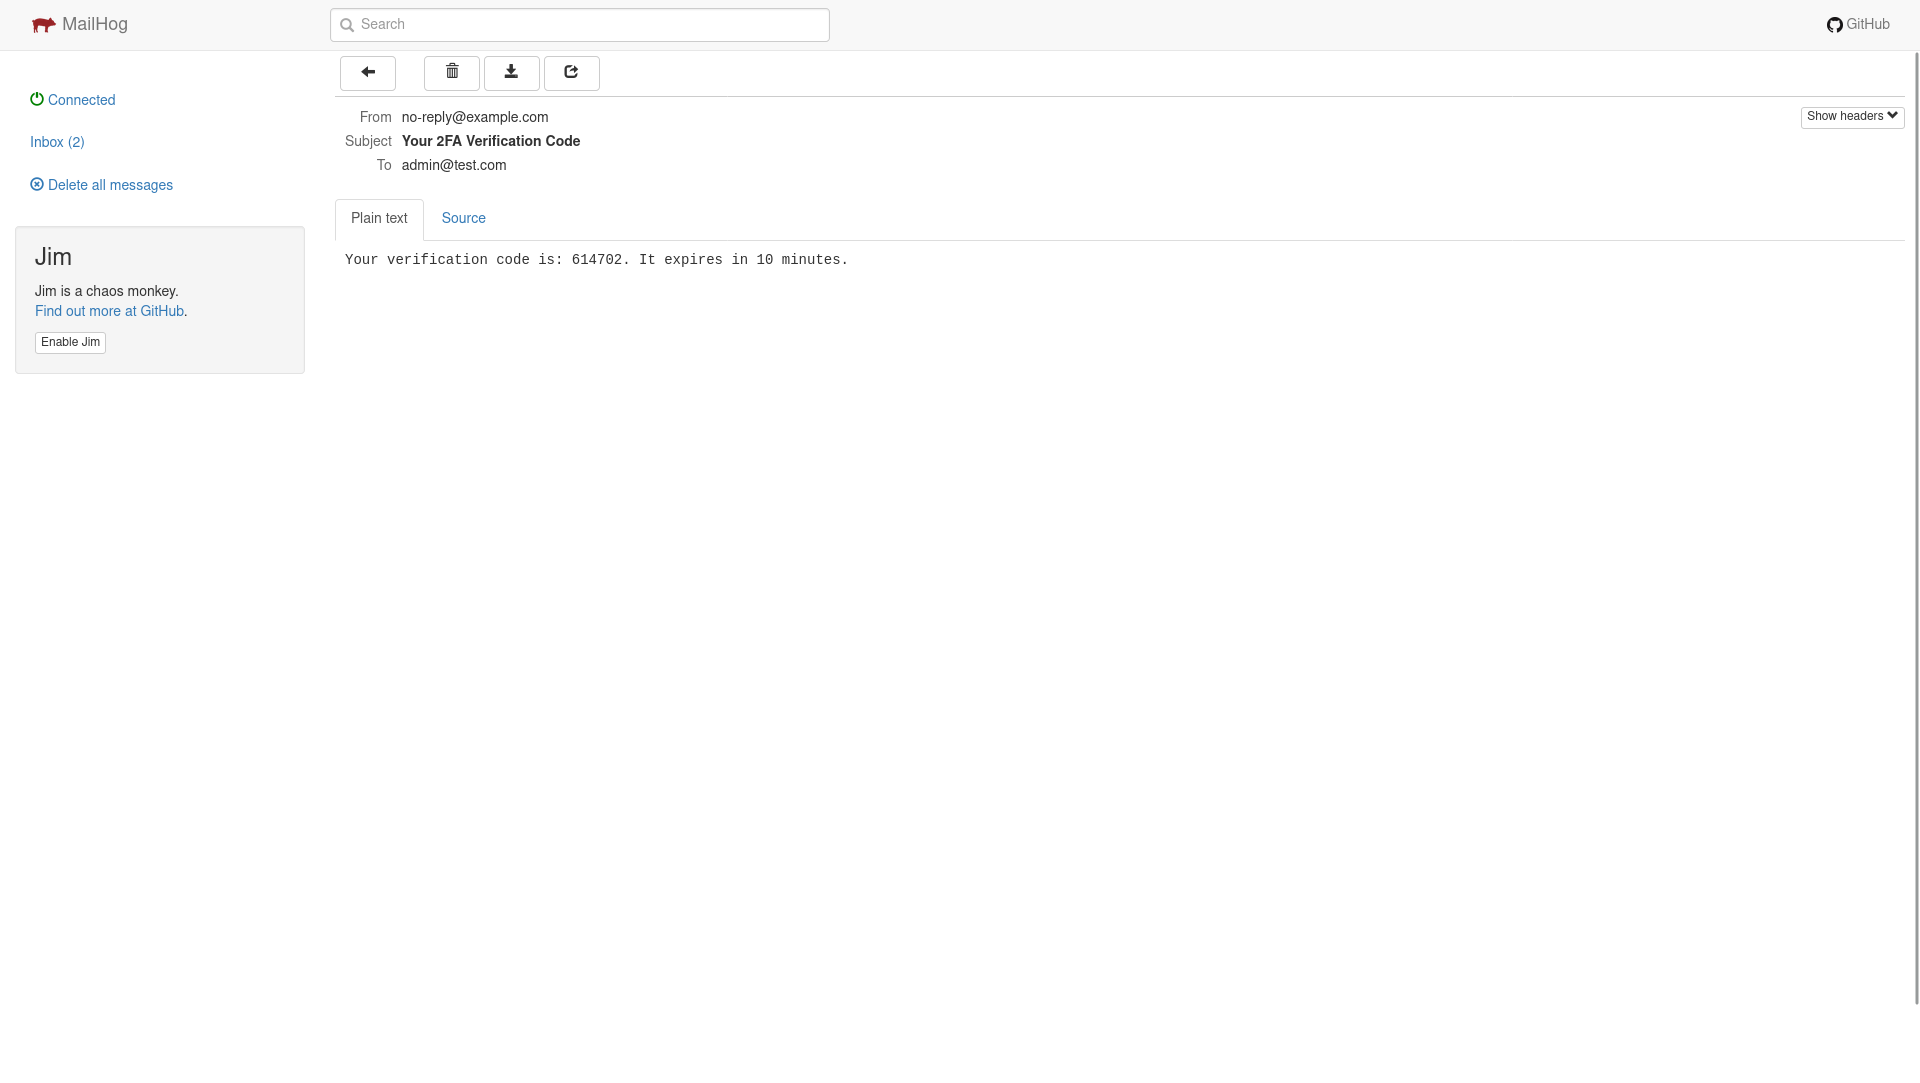 MailHog
Search
GitHub
Connected
Inbox (2)
Delete all messages
Jim
Jim is a chaos monkey.
Find out more at GitHub.
Enable Jim
From no-reply@example.com
Show headers
Subject Your 2FA Verification Code
To admin@test.com
Plain text Source
Your verification code is: 614702. It expires in 10 minutes.